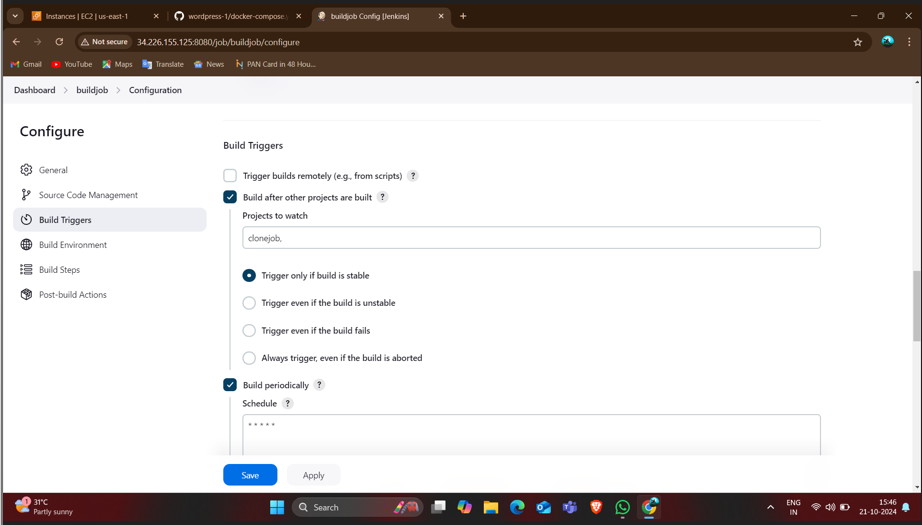 Instances | EC2 | us-east-1
wordpress-1/docker-compose.
buildjob Config [Jenkins]
Not secure
34.226.155.125:8080/job/buildjob/configure
Gmail
YouTube
Maps
Translate
News
PAN Card in 48 Hou...
Dashboard
buildjob
Configuration
Configure
General
Source Code Management
Build Triggers
Build Environment
Build Steps
Post-build Actions
Build Triggers
Trigger builds remotely (e.g., from scripts) ?
Build after other projects are built ?
Projects to watch
clonejob,
Trigger only if build is stable
Trigger even if the build is unstable
Trigger even if the build fails
Always trigger, even if the build is aborted
Build periodically ?
Schedule ?
* * * * *
Save
Apply
1
31°C
Partly sunny
Search
ENG
IN
15:46
21-10-2024